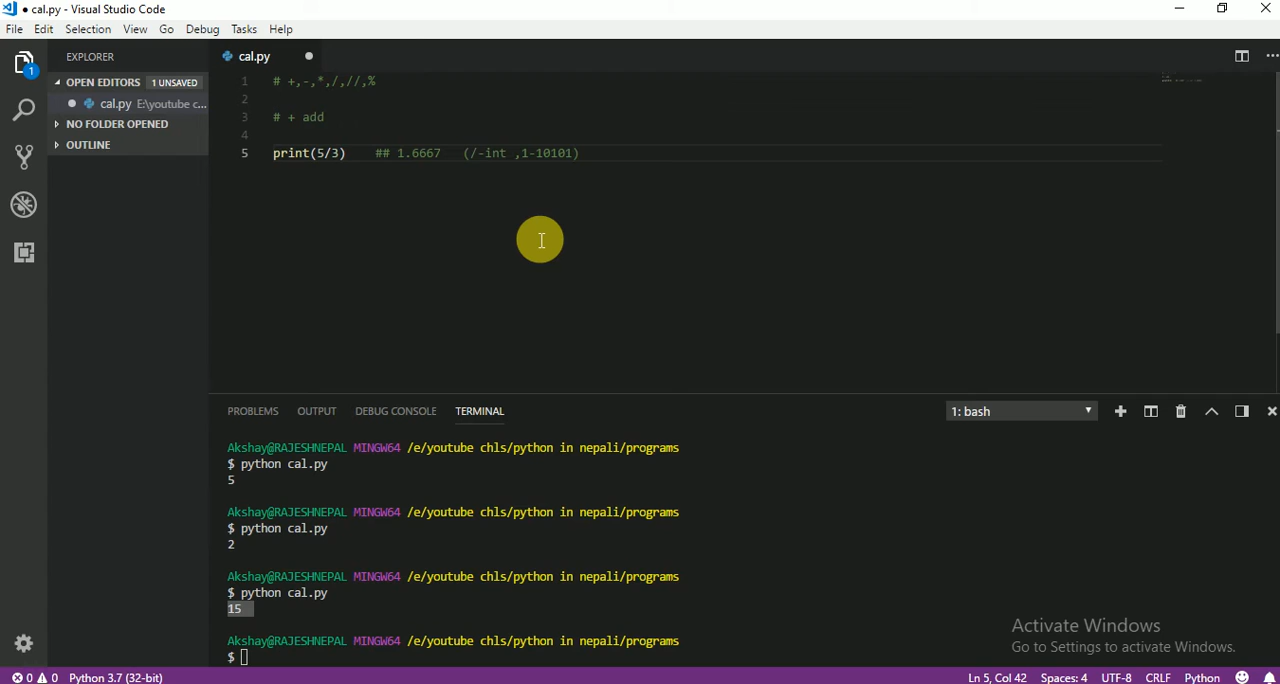 ● cal.py - Visual Studio Code
File Edit Selection View Go Debug Tasks Help
EXPLORER
OPEN EDITORS 1 UNSAVED
● cal.py E:\youtube c...
NO FOLDER OPENED
OUTLINE
1
cal.py ●
1 # +,-,*,/,//,%
2
3 # + add
4
5 print(5/3) ## 1.6667 (/-int ,1-10101)
PROBLEMS OUTPUT DEBUG CONSOLE TERMINAL 1: bash
Akshay@RAJESHNEPAL MINGW64 /e/youtube chls/python in nepali/programs
$ python cal.py
5
Akshay@RAJESHNEPAL MINGW64 /e/youtube chls/python in nepali/programs
$ python cal.py
2
Akshay@RAJESHNEPAL MINGW64 /e/youtube chls/python in nepali/programs
$ python cal.py
15
Akshay@RAJESHNEPAL MINGW64 /e/youtube chls/python in nepali/programs
$
Activate Windows
Go to Settings to activate Windows.
0 0 Python 3.7 (32-bit) Ln 5, Col 42 Spaces: 4 UTF-8 CRLF Python